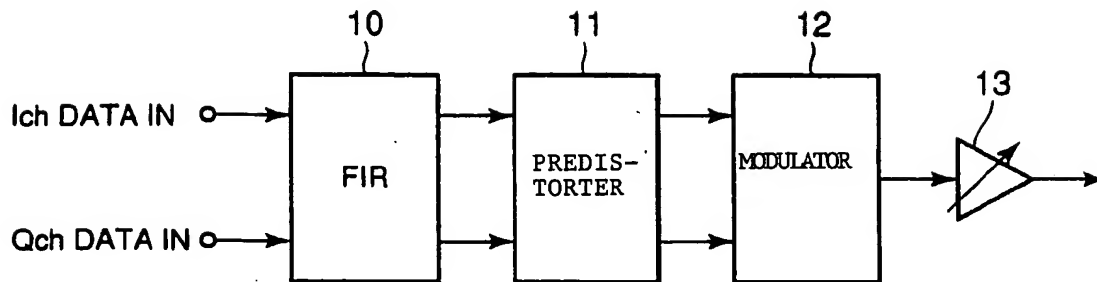 10
11
12
13
Ich DATA IN
FIR
PREDIS-
TORTER
MODULATOR
Qch DATA IN